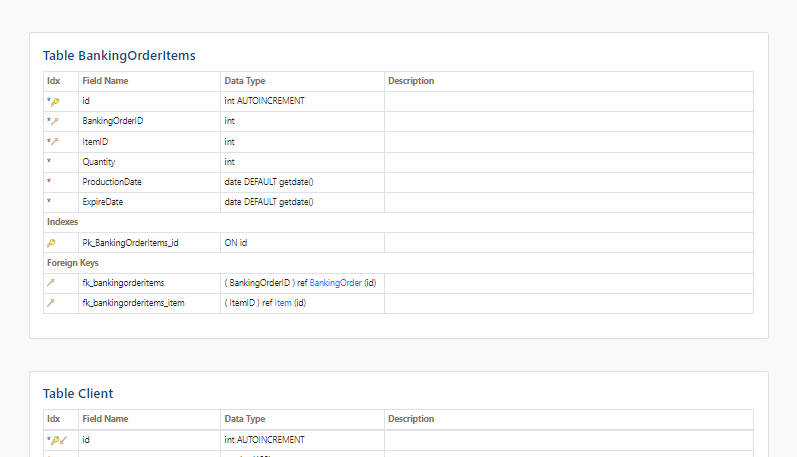 Table BankingOrderItems
Idx Field Name Data Type Description
* id int AUTOINCREMENT
* BankingOrderID int
* ItemID int
* Quantity int
* ProductionDate date DEFAULT getdate()
* ExpireDate date DEFAULT getdate()
Indexes
Pk_BankingOrderItems_id ON id
Foreign Keys
fk_bankingorderitems ( BankingOrderID ) ref BankingOrder (id)
fk_bankingorderitems_item ( ItemID ) ref Item (id)
Table Client
Idx Field Name Data Type Description
* id int AUTOINCREMENT